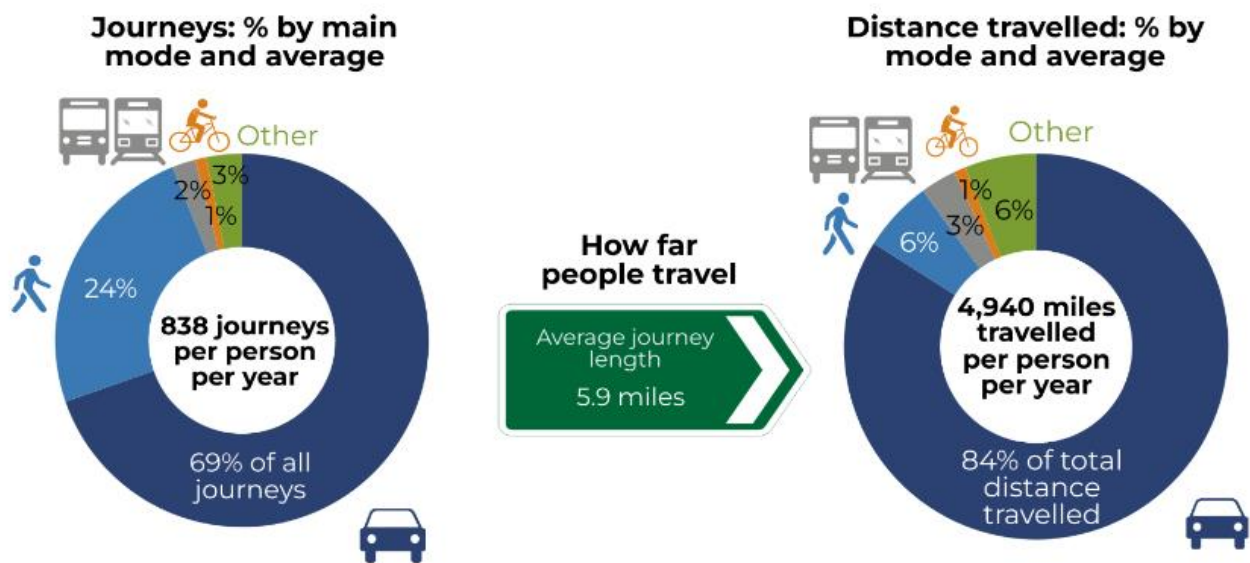 Journeys: % by main
mode and average
Other
2%
3%
1%
24%
838 journeys
per person
per year
69% of all
journeys
How far
people travel
Average journey
length
5.9 miles
Distance travelled: % by
mode and average
Other
1%
3%
6%
6%
4,940 miles
travelled
per person
per year
84% of total
distance
travelled